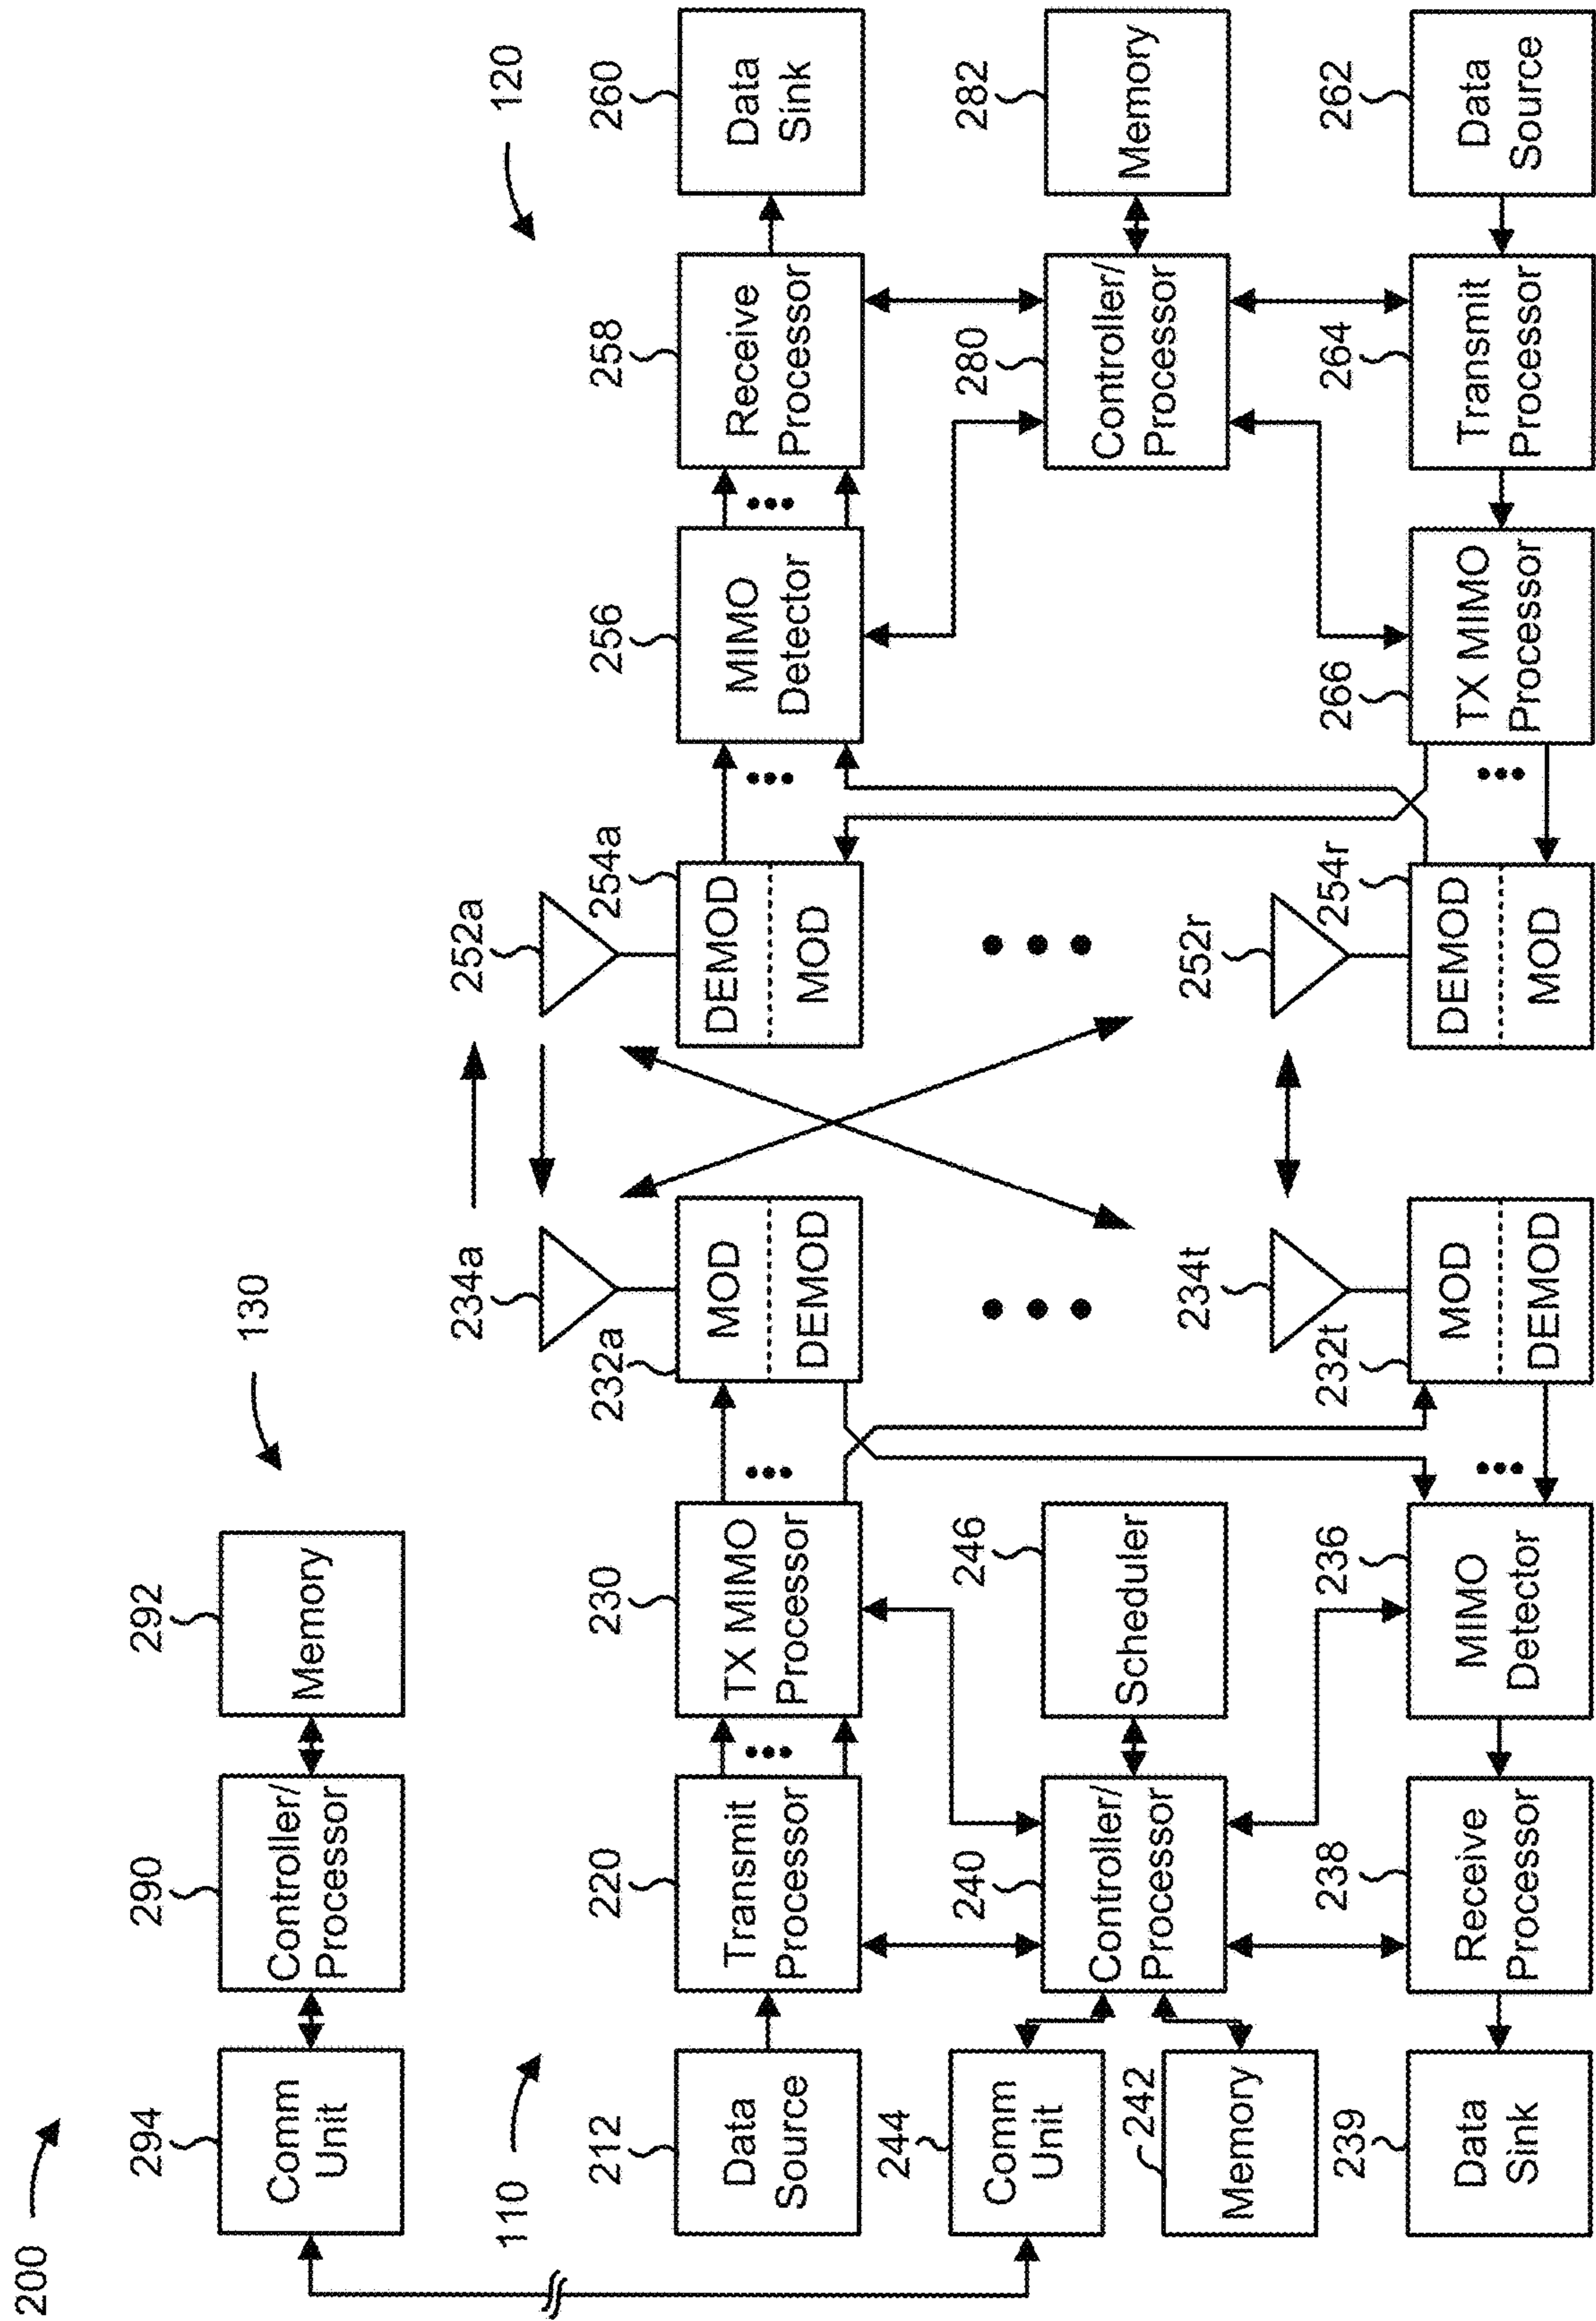 200
130
294
290
292
Comm
Unit
Controller/
Processor
Memory
110
120
234a
252a
212
220
230
232a
254a
256
258
260
Data
Source
Transmit
Processor
TX MIMO
Processor
MOD
DEMOD
DEMOD
MOD
MIMO
Detector
Receive
Processor
Data
Sink
244
240
246
280
282
Comm
Unit
Controller/
Processor
Scheduler
Controller/
Processor
Memory
242
Memory
234t
252r
239
238
236
232t
254r
266
264
262
Data
Sink
Receive
Processor
MIMO
Detector
MOD
DEMOD
DEMOD
MOD
TX MIMO
Processor
Transmit
Processor
Data
Source